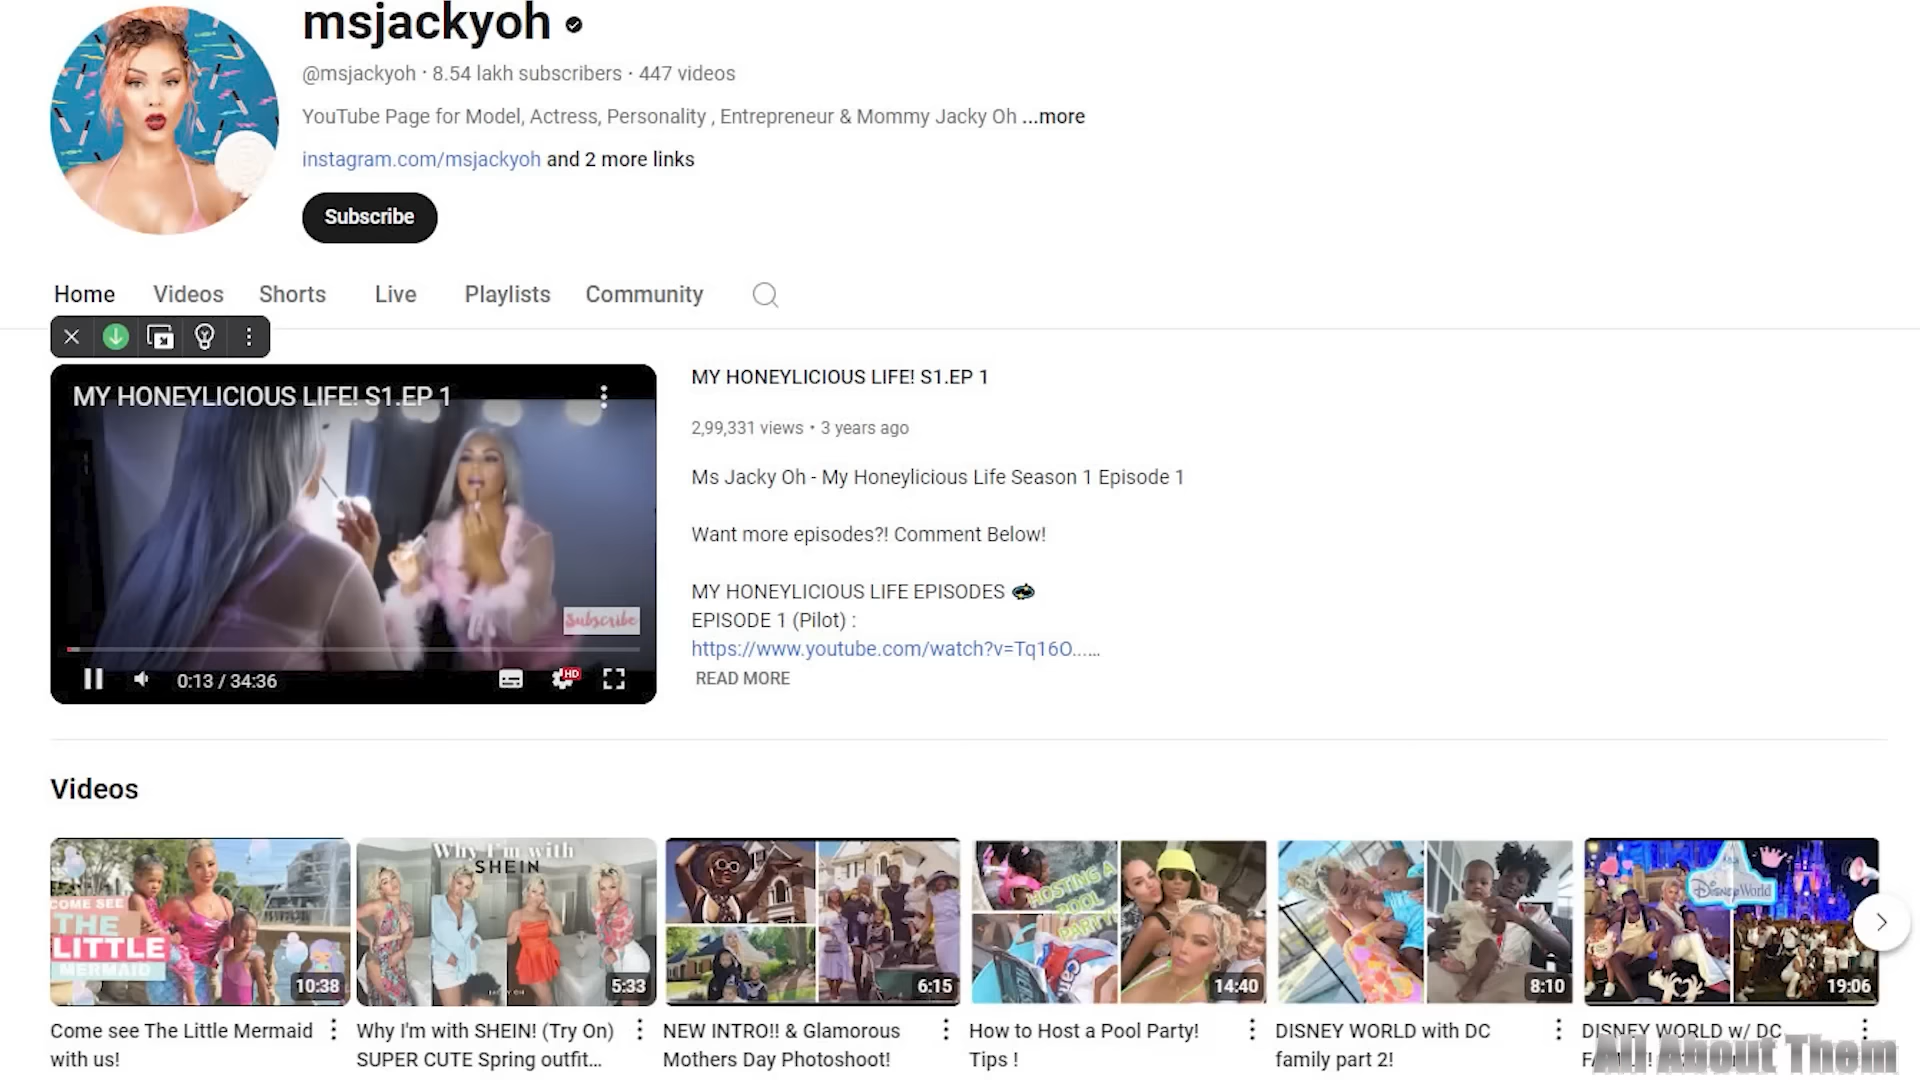 msjackyoh
@msjackyoh · 8.54 lakh subscribers · 447 videos
YouTube Page for Model, Actress, Personality , Entrepreneur & Mommy Jacky Oh ...more
instagram.com/msjackyoh and 2 more links
Subscribe
Home Videos Shorts Live Playlists Community
MY HONEYLICIOUS LIFE! S1.EP 1
Subscribe
0:13 / 34:36
HD
MY HONEYLICIOUS LIFE! S1.EP 1
2,99,331 views • 3 years ago
Ms Jacky Oh - My Honeylicious Life Season 1 Episode 1
Want more episodes?! Comment Below!
MY HONEYLICIOUS LIFE EPISODES
EPISODE 1 (Pilot) :
https://www.youtube.com/watch?v=Tq16O......
READ MORE
Videos
COME SEE
THE
LITTLE
MERMAID
10:38
Why I'm with
SHEIN
5:33
6:15
HOSTING A
POOL
PARTY!
14:40
8:10
Disney World
19:06
Come see The Little Mermaid
with us!
Why I'm with SHEIN! (Try On)
SUPER CUTE Spring outfit...
NEW INTRO!! & Glamorous
Mothers Day Photoshoot!
How to Host a Pool Party!
Tips !
DISNEY WORLD with DC
family part 2!
DISNEY WORLD w/ DC
All About Them